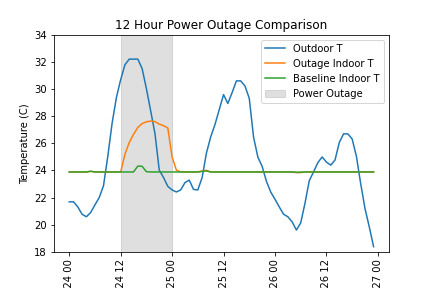 12 Hour Power Outage Comparison
34
32
30
28
26
24
22
20
18
Temperature (C)
Outdoor T
Outage Indoor T
Baseline Indoor T
Power Outage
24 00
24 12
25 00
25 12
26 00
26 12
27 00